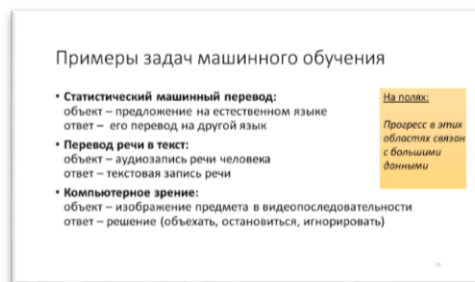 Примеры задач машинного обучения
• Статистический машинный перевод:
объект – предложение на естественном языке
ответ – его перевод на другой язык
• Перевод речи в текст:
объект – аудиозапись речи человека
ответ – текстовая запись речи
• Компьютерное зрение:
объект – изображение предмета в видеопоследовательности
ответ – решение (объехать, остановиться, игнорировать)
На полях:
Прогресс в этих
областях связан
с большими
данными